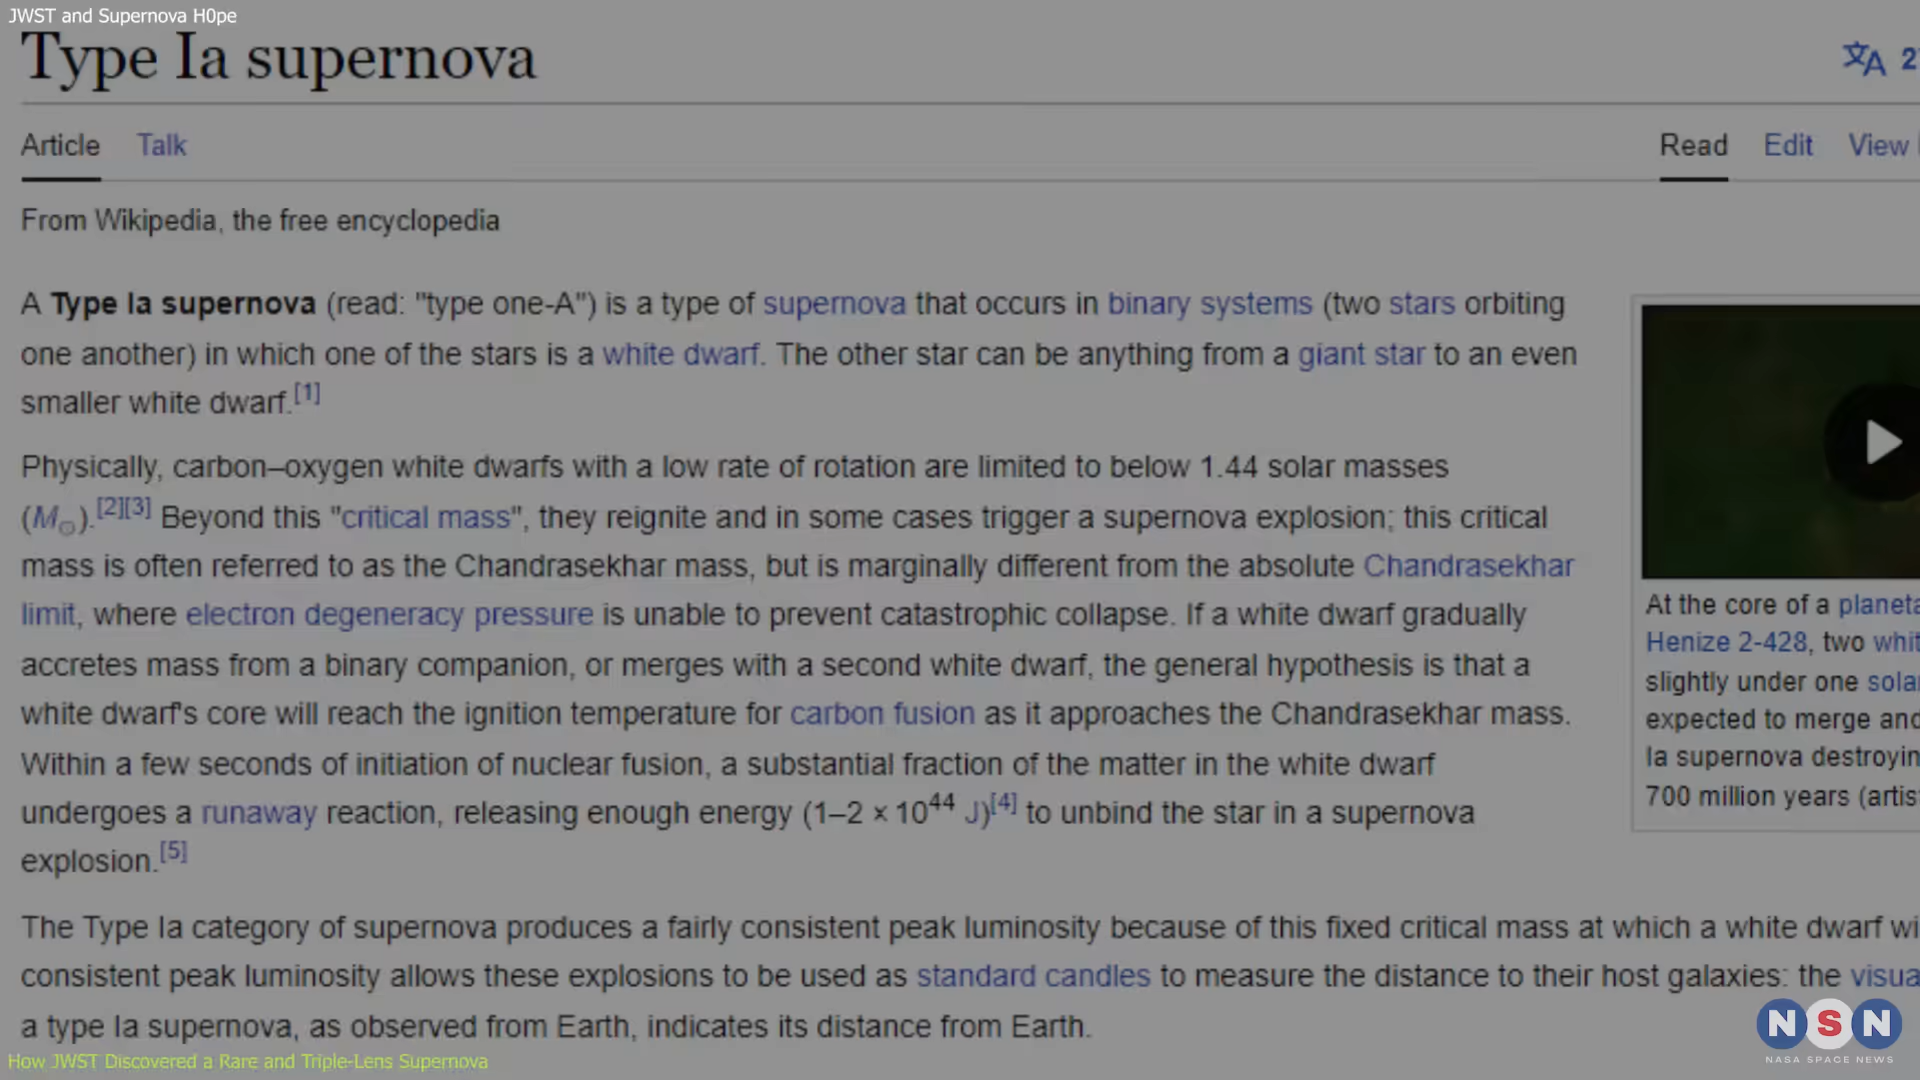 JWST and Supernova H0pe
Type Ia supernova
Article Talk
Read Edit View
From Wikipedia, the free encyclopedia
A Type Ia supernova (read: "type one-A") is a type of supernova that occurs in binary systems (two stars orbiting
one another) in which one of the stars is a white dwarf. The other star can be anything from a giant star to an even
smaller white dwarf.[1]
Physically, carbon–oxygen white dwarfs with a low rate of rotation are limited to below 1.44 solar masses
(M☉).[2][3] Beyond this "critical mass", they reignite and in some cases trigger a supernova explosion; this critical
mass is often referred to as the Chandrasekhar mass, but is marginally different from the absolute Chandrasekhar
limit, where electron degeneracy pressure is unable to prevent catastrophic collapse. If a white dwarf gradually
accretes mass from a binary companion, or merges with a second white dwarf, the general hypothesis is that a
white dwarf's core will reach the ignition temperature for carbon fusion as it approaches the Chandrasekhar mass.
Within a few seconds of initiation of nuclear fusion, a substantial fraction of the matter in the white dwarf
undergoes a runaway reaction, releasing enough energy (1–2 × 10⁴⁴ J)[4] to unbind the star in a supernova
explosion.[5]
The Type Ia category of supernova produces a fairly consistent peak luminosity because of this fixed critical mass at which a white dwarf wi
consistent peak luminosity allows these explosions to be used as standard candles to measure the distance to their host galaxies: the visua
a type Ia supernova, as observed from Earth, indicates its distance from Earth.
At the core of a planeta
Henize 2-428, two whit
slightly under one sola
expected to merge and
Ia supernova destroyin
700 million years (artis
How JWST Discovered a Rare and Triple-Lens Supernova
NSN
NASA SPACE NEWS